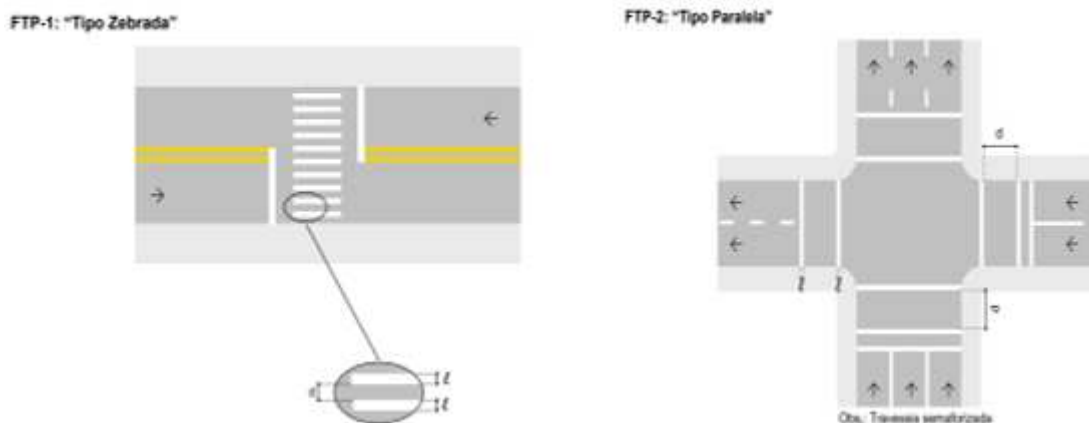 FTP-1: “Tipo Zebrada”
FTP-2: “Tipo Paralela”
d
ℓ
ℓ
d
d
ℓ
ℓ
Obs.: Travessia semaforizada